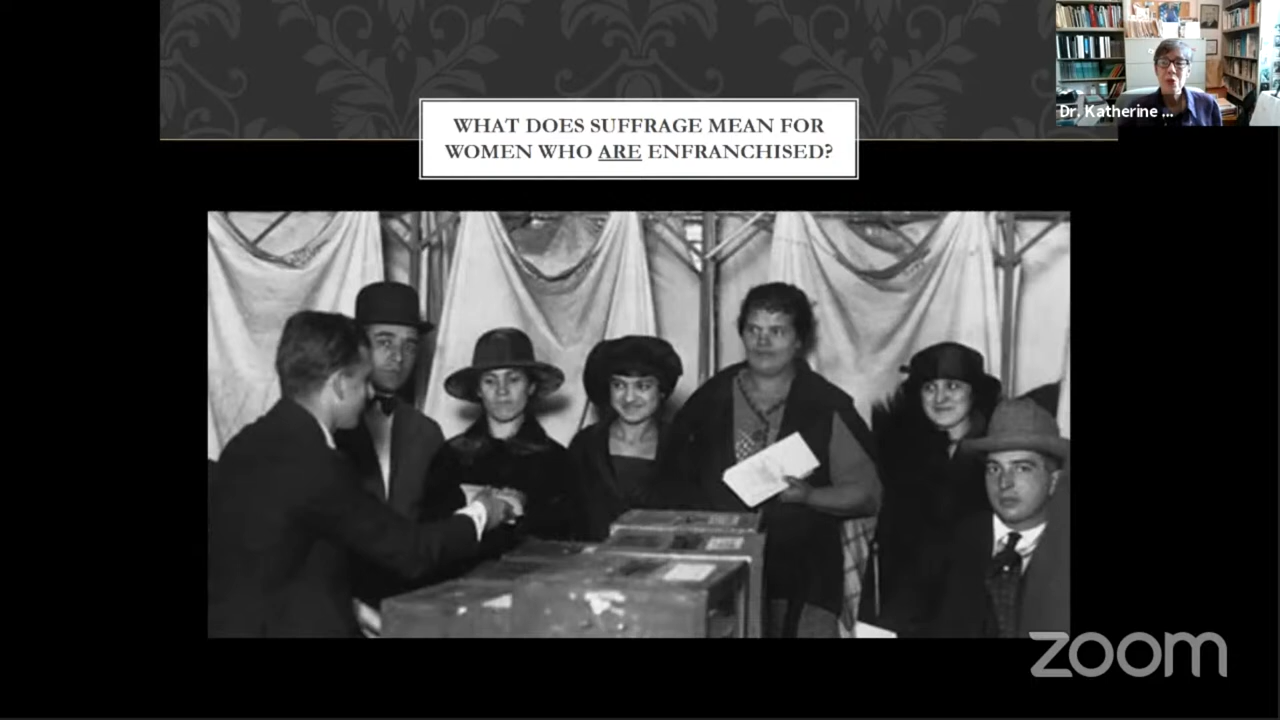 WHAT DOES SUFFRAGE MEAN FOR
WOMEN WHO ARE ENFRANCHISED?
Dr. Katherine ...
zoom